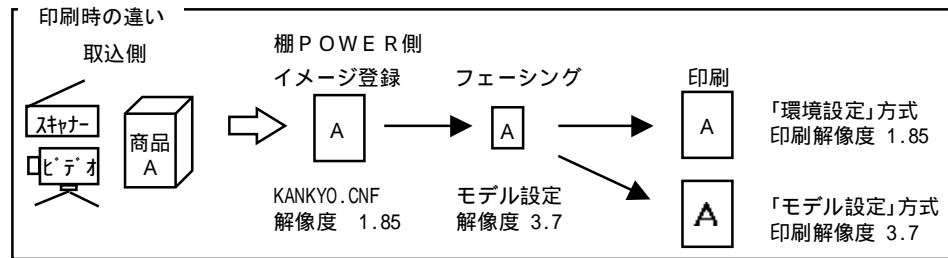 印刷時の違い
取込側
スキャナー
ビデオ
商品
A
棚POWER側
イメージ登録
A
KANKYO.CNF
解像度 1.85
フェーシング
A
モデル設定
解像度 3.7
印刷
A
「環境設定」方式
印刷解像度 1.85
A
「モデル設定」方式
印刷解像度 3.7